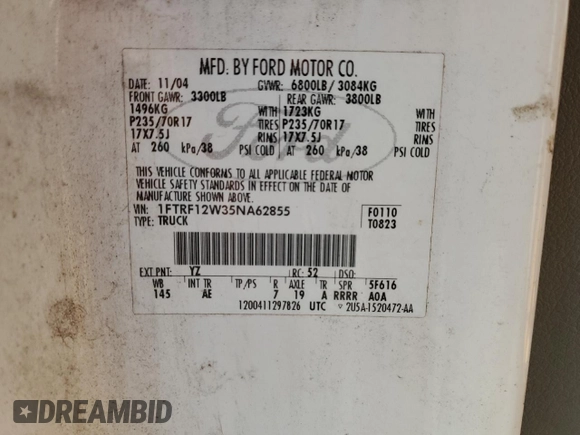 MFD. BY FORD MOTOR CO.
DATE: 11/04 GVWR: 6800LB/ 3084KG
FRONT GAWR: 3300LB REAR GAWR: 3800LB
1496KG WITH 1723KG WITH
P235/70R17 TIRES P235/70R17 TIRES
17X7.5J RIMS 17X7.5J RIMS
AT 260 kPa/38 PSI COLD AT 260 kPa/38 PSI COLD
THIS VEHICLE CONFORMS TO ALL APPLICABLE FEDERAL MOTOR
VEHICLE SAFETY STANDARDS IN EFFECT ON THE DATE OF
MANUFACTURE SHOWN ABOVE.
VIN: 1FTRF12W35NA62855 F0110
TYPE: TRUCK T0823
EXT.PNT: YZ RC: 52 DSO:
WB INT TR TP/PS R AXLE TR SPR 5F616
145 AE 7 19 A RRRR AOA
1200411297826 UTC 2U5A-1520472-AA
Ford
DREAMBID